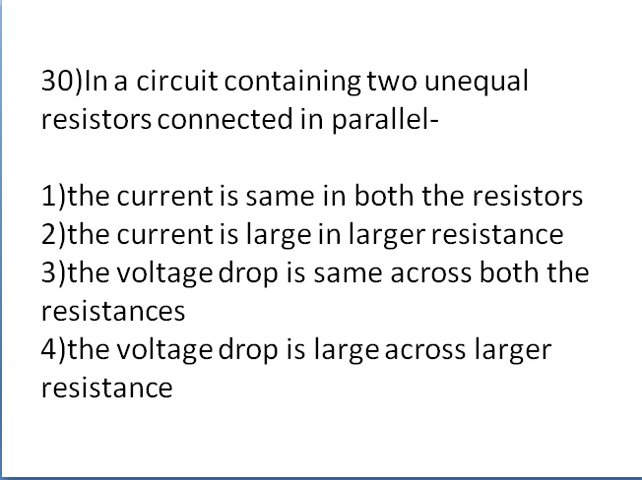 30)In a circuit containing two unequal
resistors connected in parallel-
1)the current is same in both the resistors
2)the current is large in larger resistance
3)the voltage drop is same across both the
resistances
4)the voltage drop is large across larger
resistance